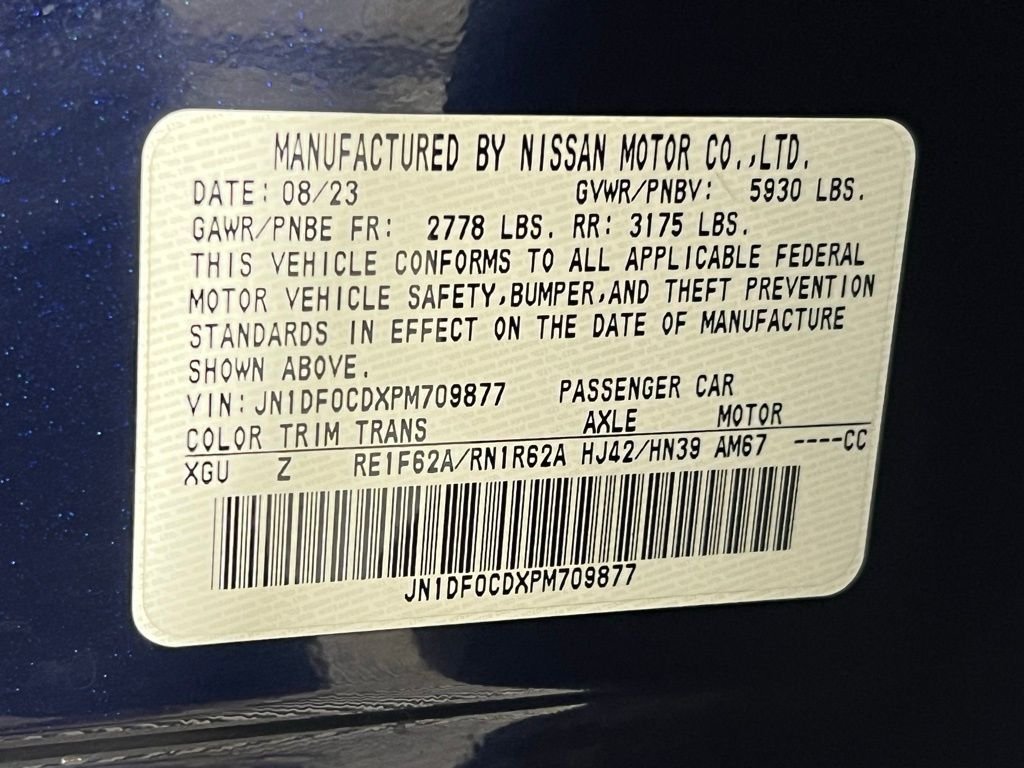 MANUFACTURED BY NISSAN MOTOR CO.,LTD.
DATE: 08/23 GVWR/PNBV: 5930 LBS.
GAWR/PNBE FR: 2778 LBS. RR: 3175 LBS.
THIS VEHICLE CONFORMS TO ALL APPLICABLE FEDERAL
MOTOR VEHICLE SAFETY,BUMPER,AND THEFT PREVENTION
STANDARDS IN EFFECT ON THE DATE OF MANUFACTURE
SHOWN ABOVE.
VIN: JN1DF0CDXPM709877 PASSENGER CAR
COLOR TRIM TRANS AXLE MOTOR
XGU Z RE1F62A/RN1R62A HJ42/HN39 AM67 ----CC
JN1DF0CDXPM709877